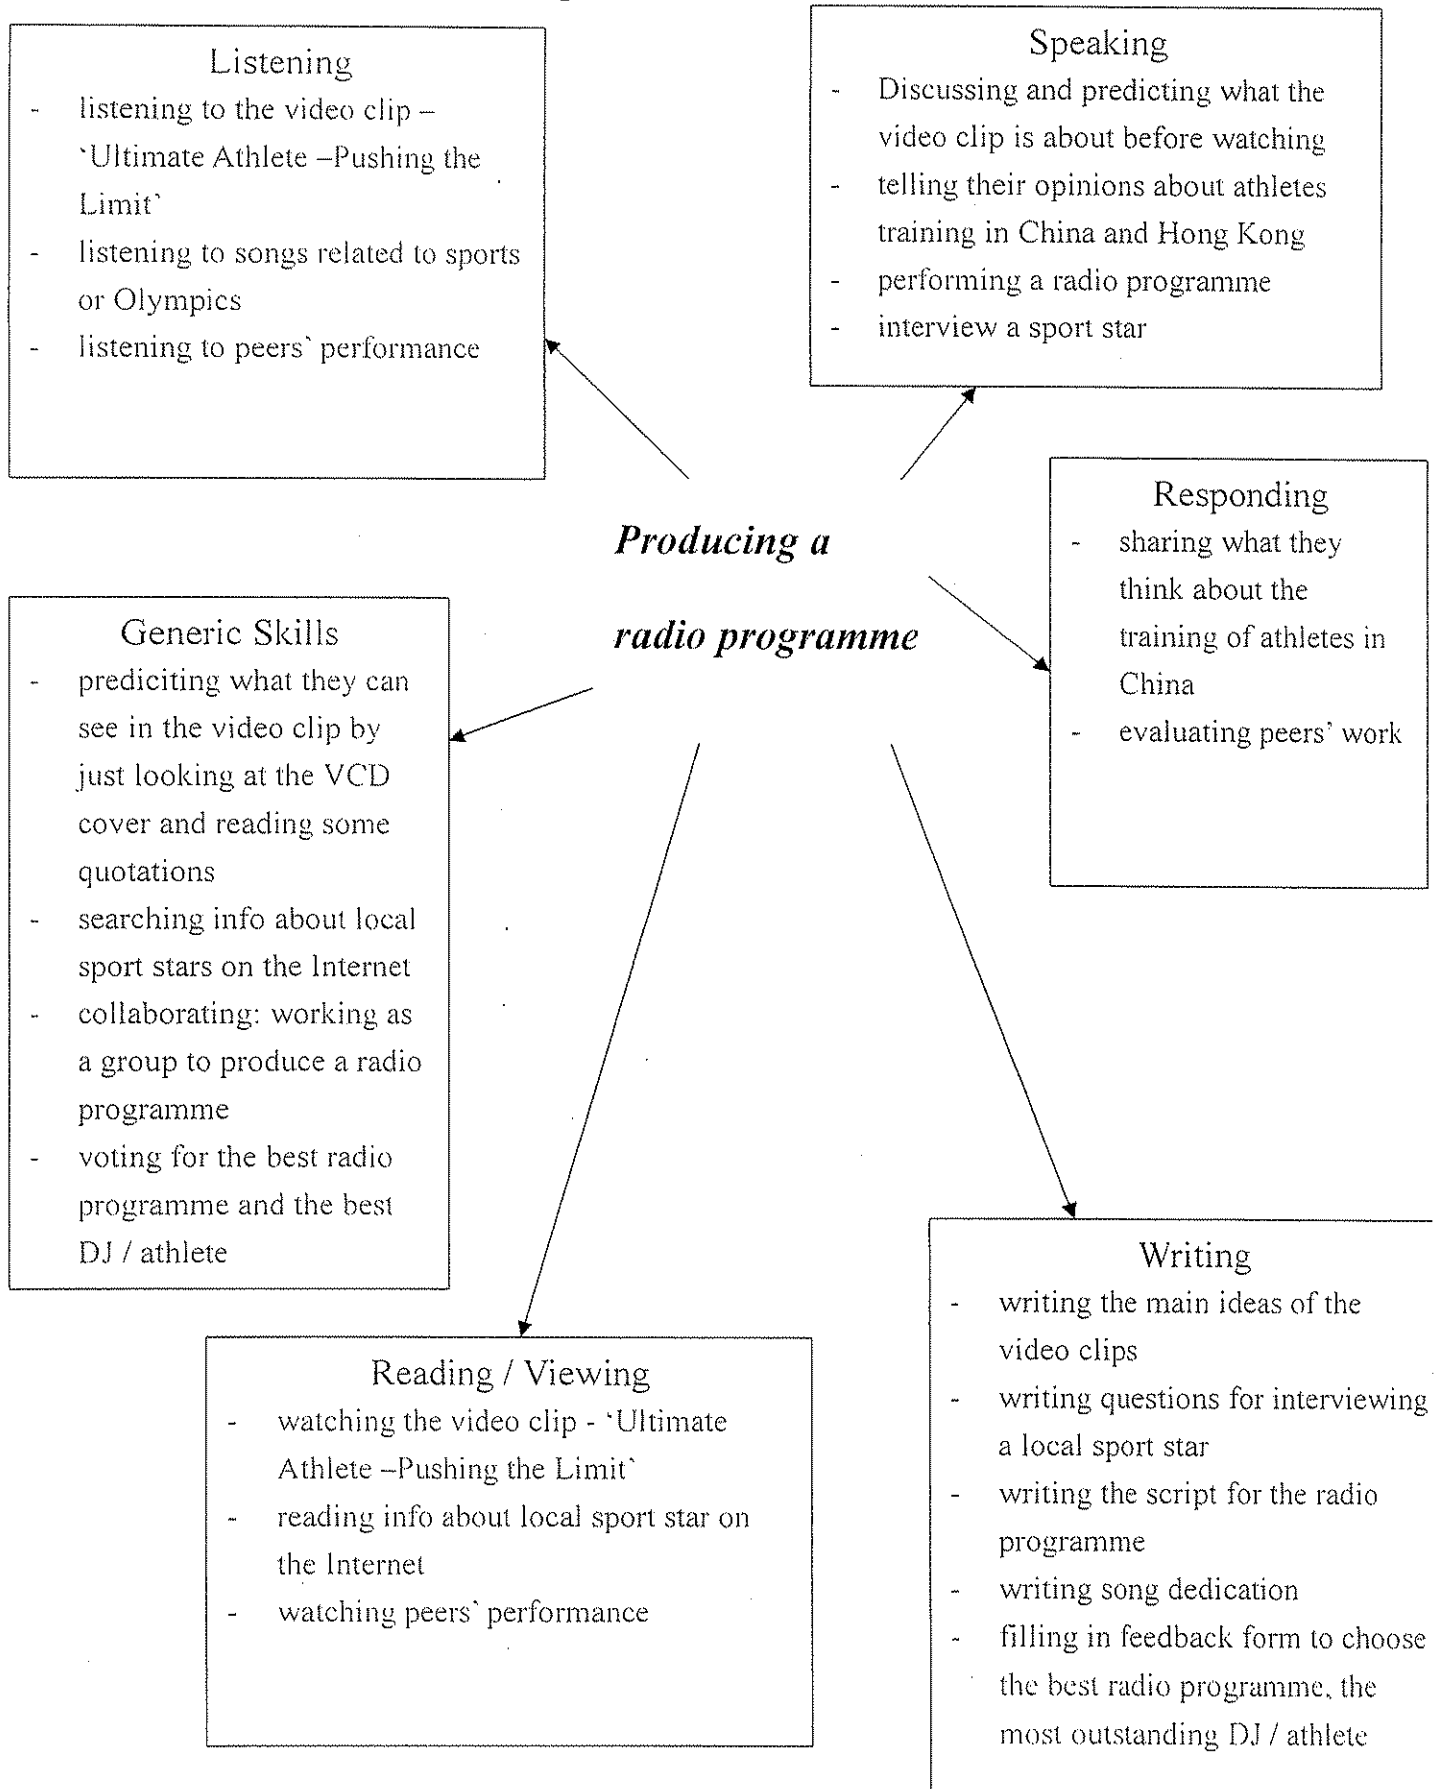 Listening
- listening to the video clip –
`Ultimate Athlete –Pushing the
Limit`
- listening to songs related to sports
or Olympics
- listening to peers` performance
Speaking
- Discussing and predicting what the
video clip is about before watching
- telling their opinions about athletes
training in China and Hong Kong
- performing a radio programme
- interview a sport star
Producing a
radio programme
Responding
- sharing what they
think about the
training of athletes in
China
- evaluating peers' work
Generic Skills
- prediciting what they can
see in the video clip by
just looking at the VCD
cover and reading some
quotations
- searching info about local
sport stars on the Internet
- collaborating: working as
a group to produce a radio
programme
- voting for the best radio
programme and the best
DJ / athlete
Reading / Viewing
- watching the video clip - `Ultimate
Athlete –Pushing the Limit`
- reading info about local sport star on
the Internet
- watching peers` performance
Writing
- writing the main ideas of the
video clips
- writing questions for interviewing
a local sport star
- writing the script for the radio
programme
- writing song dedication
- filling in feedback form to choose
the best radio programme, the
most outstanding DJ / athlete